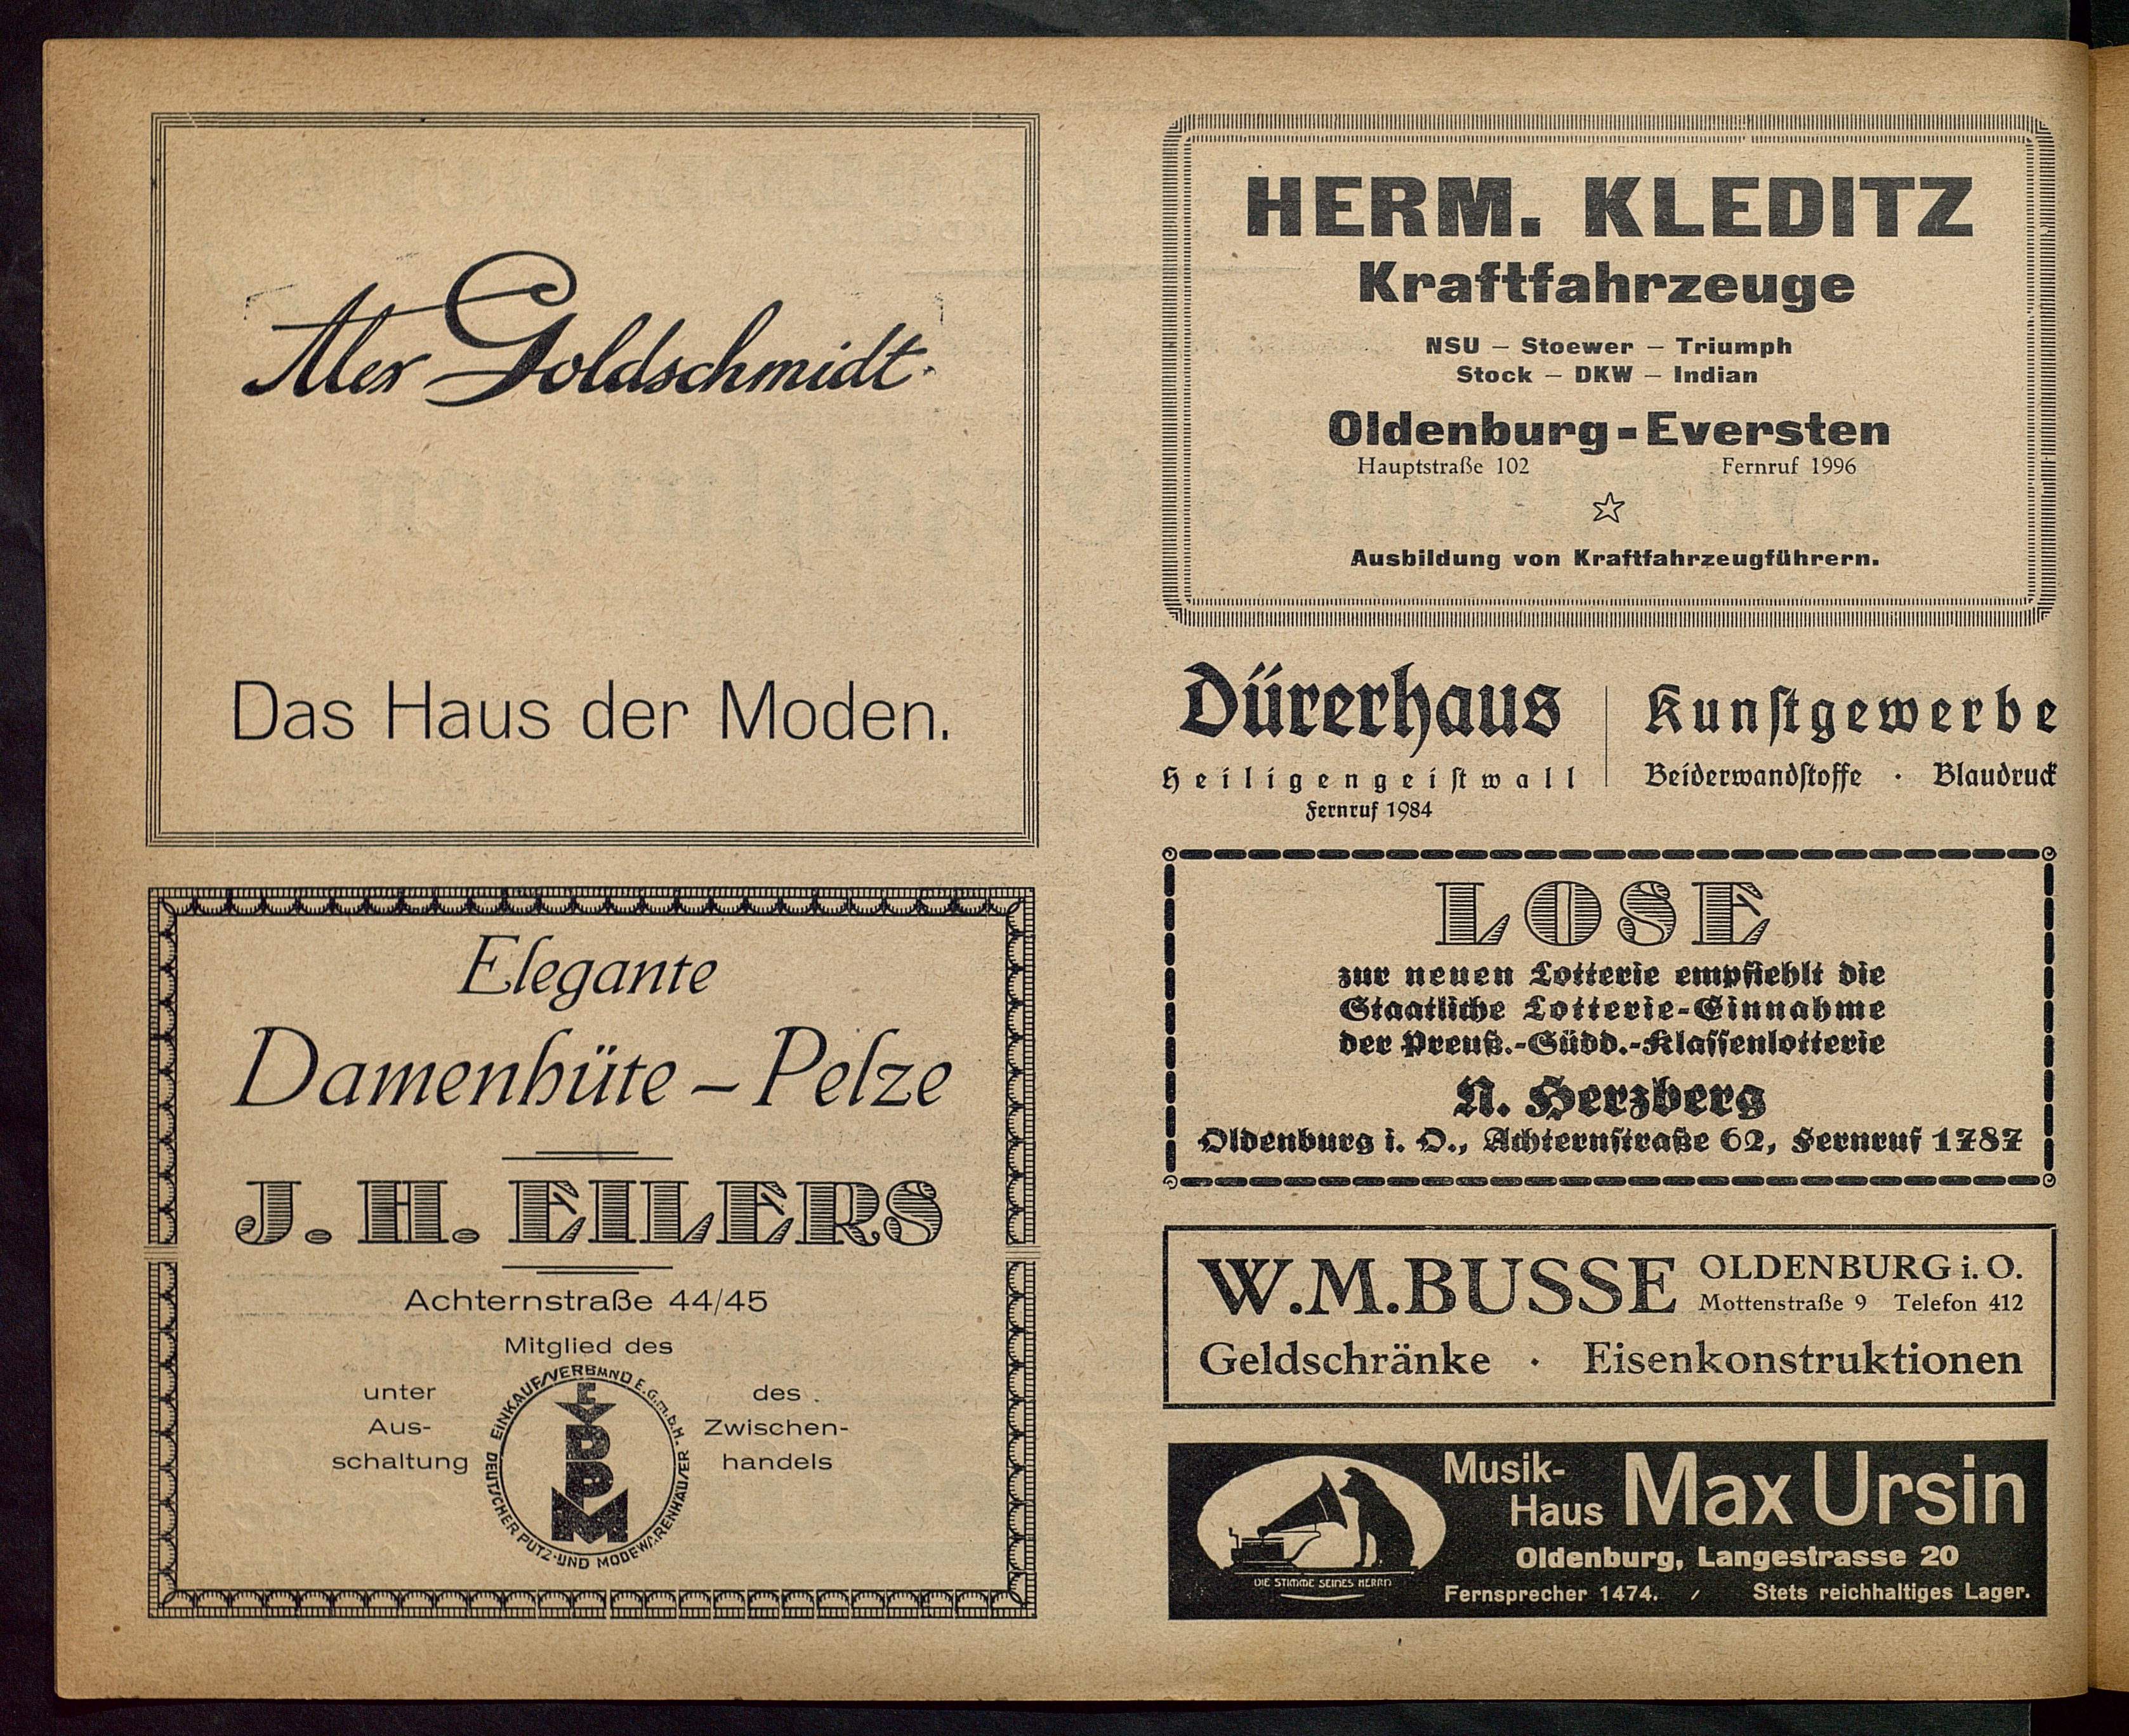 Alex Goldschmidt.
Das Haus der Moden.
Elegante
Damenhüte – Pelze
J. H. EILERS
Achternstraße 44/45
Mitglied des
unter
Aus-
schaltung
DEUTSCHER PUTZ- UND MODEWARENHÄUSER EINKAUFSVERBAND E.G.m.b.H.
E
V
D
P
M
des
Zwischen-
handels
HERM. KLEDITZ
Kraftfahrzeuge
NSU – Stoewer – Triumph
Stock – DKW – Indian
Oldenburg-Eversten
Hauptstraße 102 Fernruf 1996
Ausbildung von Kraftfahrzeugführern.
Dürerhaus
Heiligengeistwall
Fernruf 1984
Kunstgewerbe
Beiderwandstoffe · Blaudruck
LOSE
zur neuen Lotterie empfiehlt die
Staatliche Lotterie-Einnahme
der Preuß.-Südd.-Klassenlotterie
N. Herzberg
Oldenburg i. O., Achternstraße 62, Fernruf 1787
W.M.BUSSE OLDENBURG i. O.
Mottenstraße 9 Telefon 412
Geldschränke · Eisenkonstruktionen
Musik-
Haus Max Ursin
Oldenburg, Langestrasse 20
DIE STIMME SEINES HERRN
Fernsprecher 1474. / Stets reichhaltiges Lager.